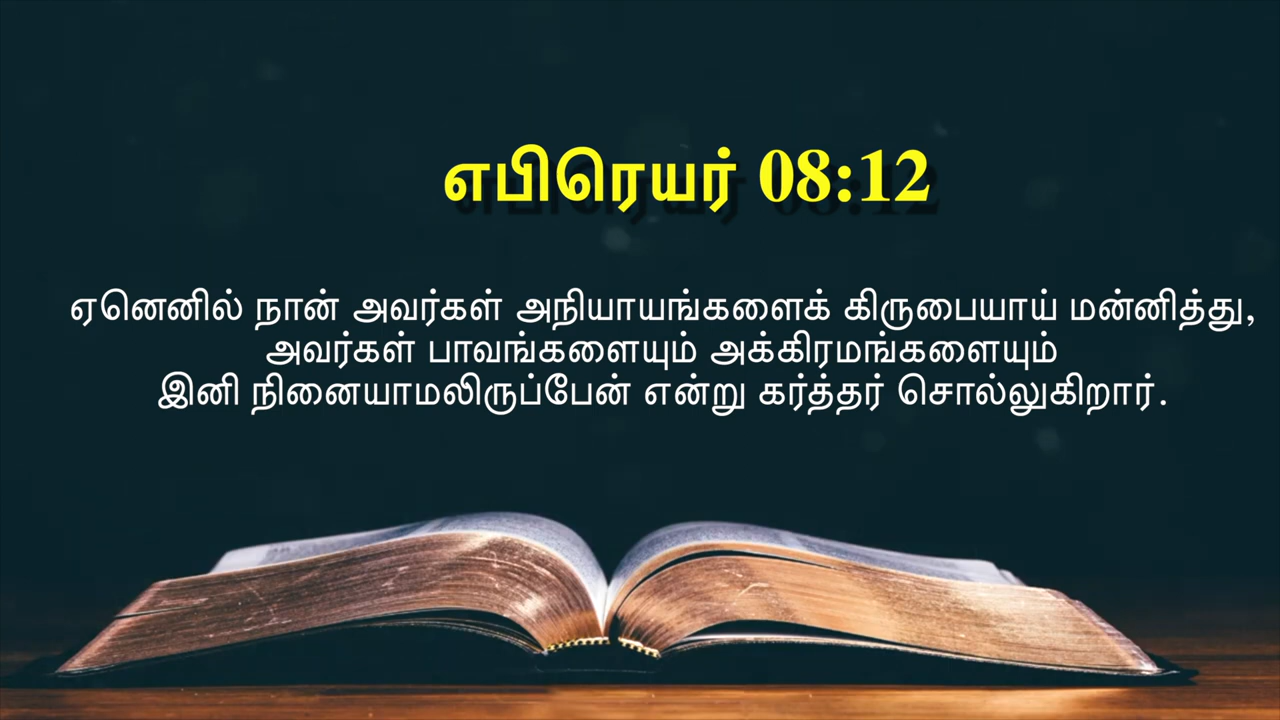 எபிரெயர் 08:12
ஏனெனில் நான் அவர்கள் அநியாயங்களைக் கிருபையாய் மன்னித்து,
அவர்கள் பாவங்களையும் அக்கிரமங்களையும்
இனி நினையாமலிருப்பேன் என்று கர்த்தர் சொல்லுகிறார்.